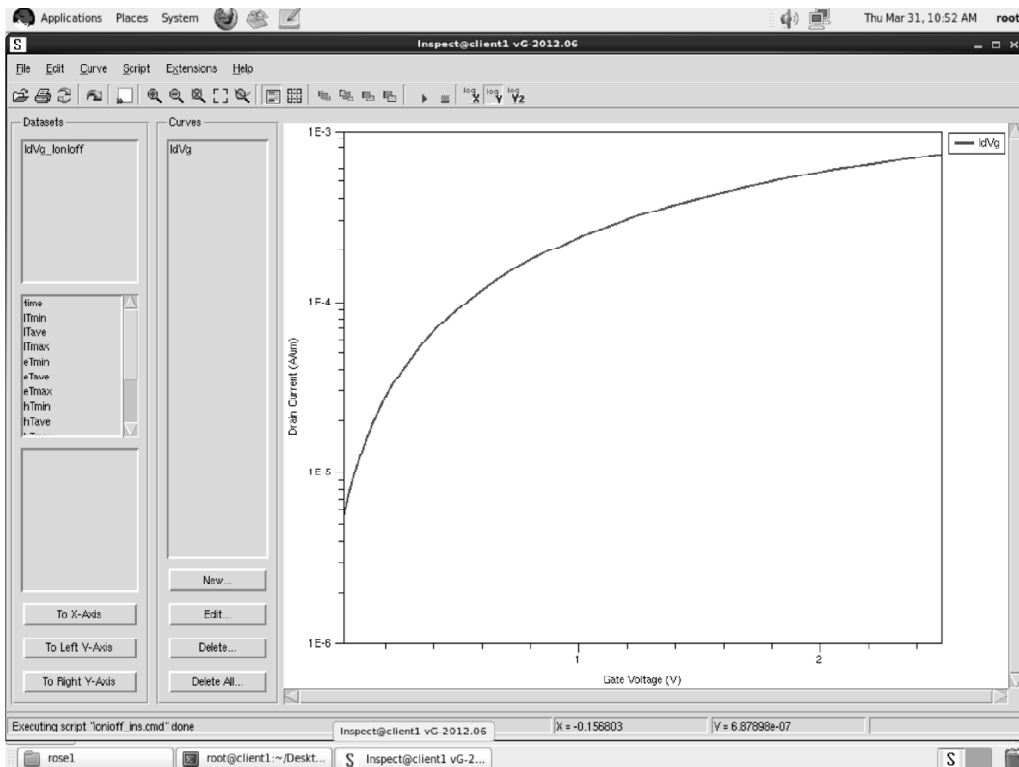 Applications Places System Thu Mar 31, 10:52 AM root
S Inspect@client1 vG-2012.06
File Edit Curve Script Extensions Help
log X log Y log Y2
Datasets
IdVg_IonIoff
time
lTmin
lTave
lTmax
eTmin
eTave
eTmax
hTmin
hTave
To X-Axis
To Left Y-Axis
To Right Y-Axis
Curves
IdVg
New...
Edit...
Delete...
Delete All...
1E-3
1E-4
1E-5
1E-6
Drain Current (A/um)
1 2
Gate Voltage (V)
IdVg
Executing script "ionioff_ins.cmd" done
Inspect@client1 vG-2012.06
X = -0.156803 Y = 6.87898e-07
rose1 root@client1:~/Deskt... S Inspect@client1 vG-2... S